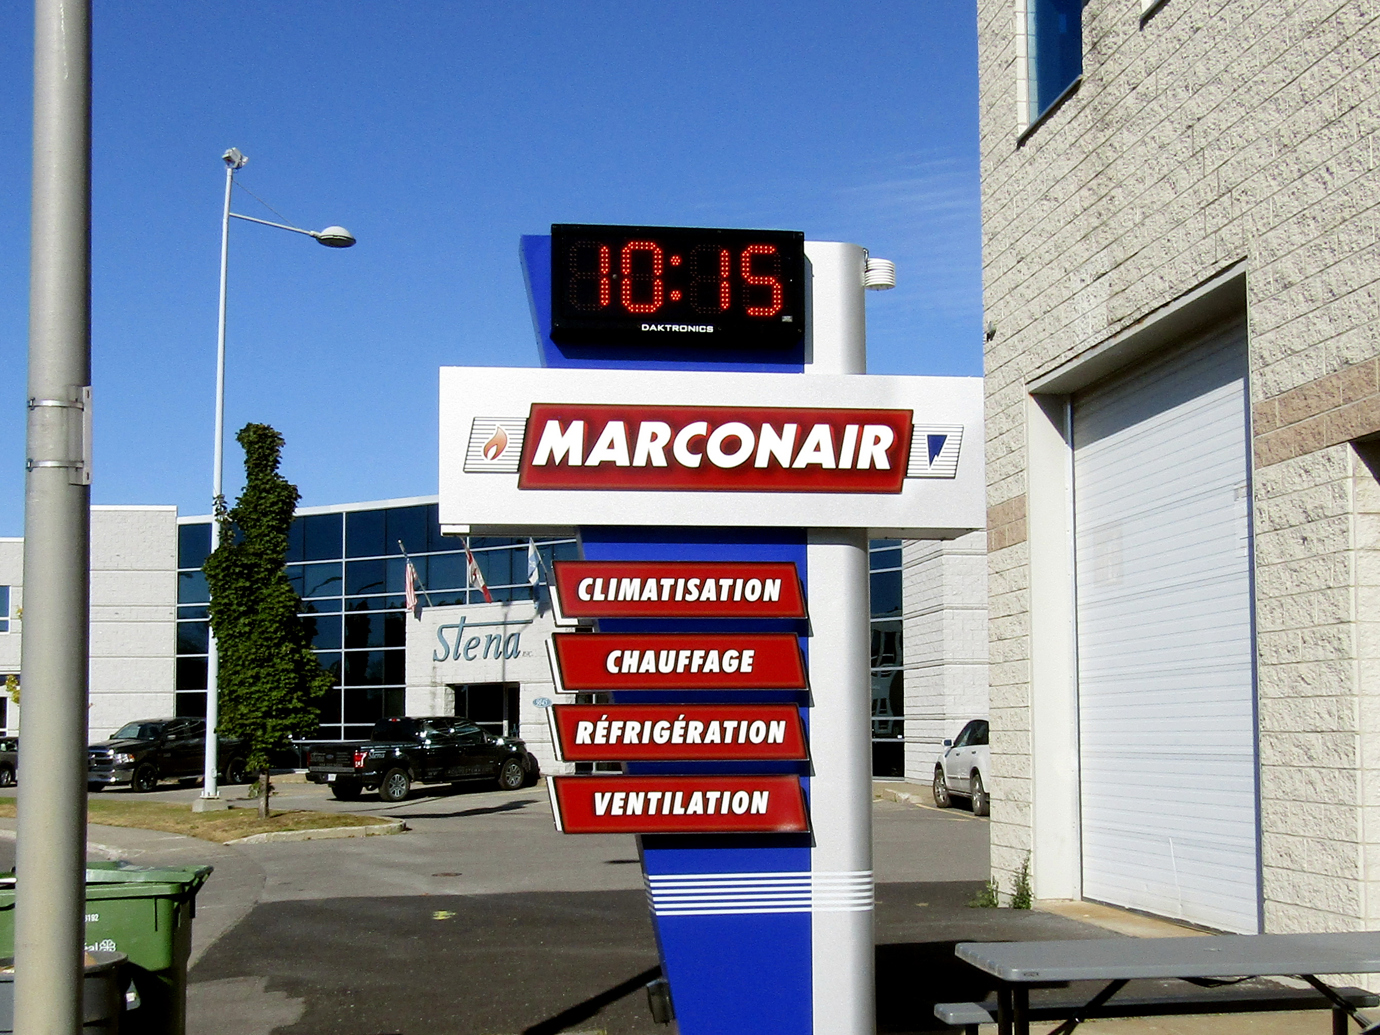 10:15
DAKTRONICS
MARCONAIR
CLIMATISATION
CHAUFFAGE
RÉFRIGÉRATION
VENTILATION
Stena